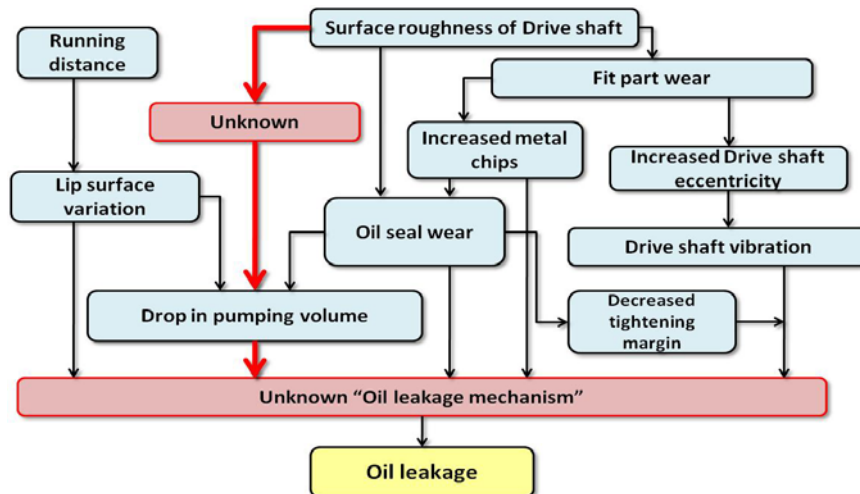 Surface roughness of Drive shaft
Running
distance
Fit part wear
Unknown
Increased metal
chips
Increased Drive shaft
eccentricity
Lip surface
variation
Oil seal wear
Drive shaft vibration
Drop in pumping volume
Decreased
tightening
margin
Unknown “Oil leakage mechanism”
Oil leakage